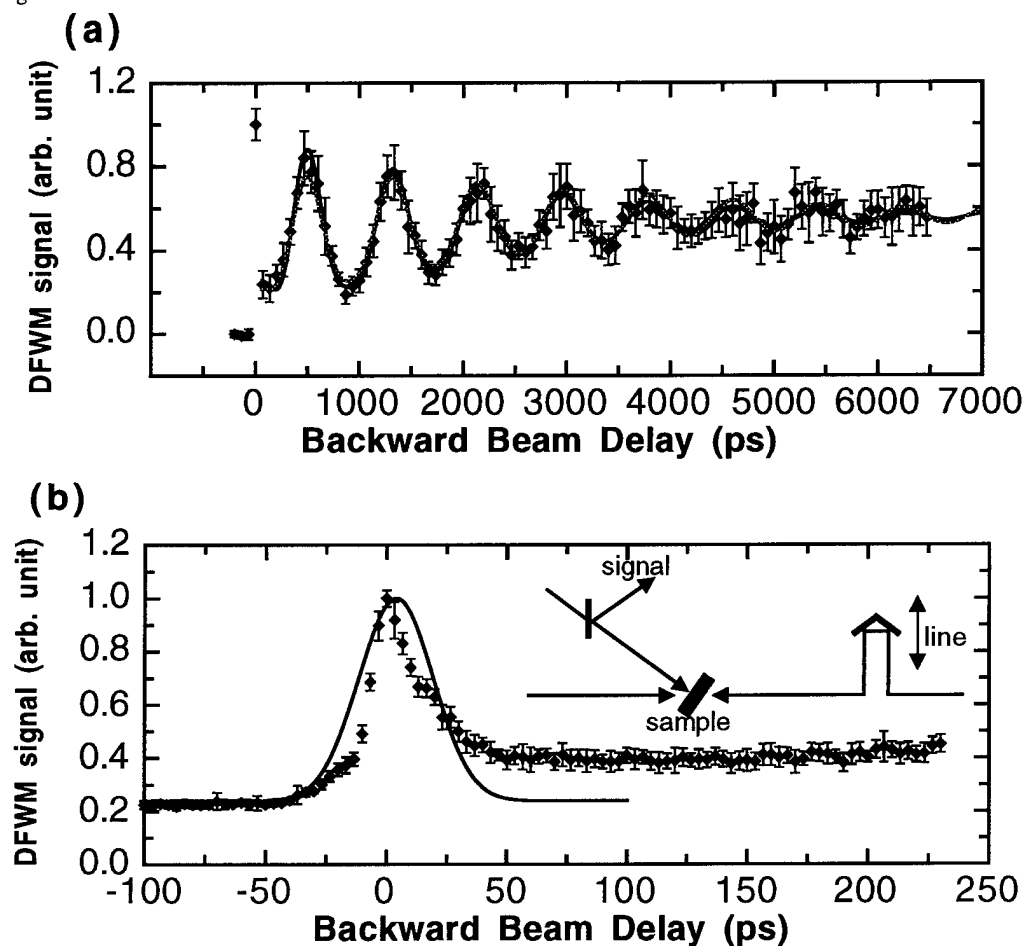 (a)
DFWM signal (arb. unit)
1.2
0.8
0.4
0.0
0 1000 2000 3000 4000 5000 6000 7000
Backward Beam Delay (ps)
(b)
DFWM signal (arb. unit)
1.2
1.0
0.8
0.6
0.4
0.2
0.0
signal
line
sample
-100 -50 0 50 100 150 200 250
Backward Beam Delay (ps)